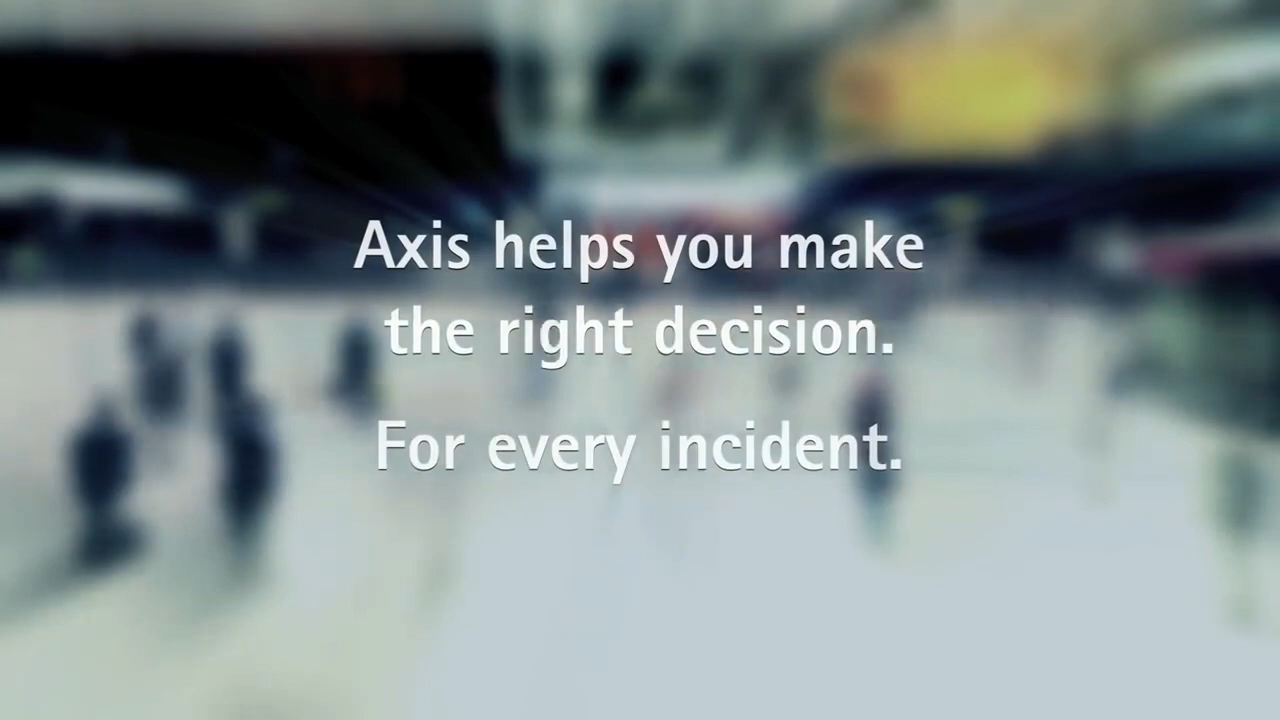 Axis helps you make
the right decision.
For every incident.